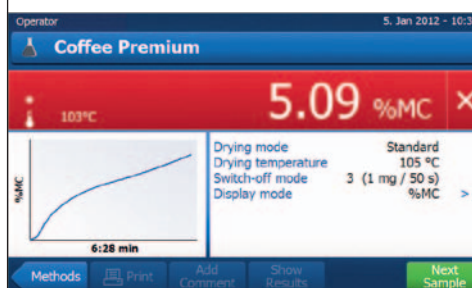 Operator
5. Jan 2012 - 10:3
Coffee Premium
103°C
5.09 %MC
Drying mode Standard
Drying temperature 105 °C
Switch-off mode 3 (1 mg / 50 s)
Display mode %MC >
%MC
6:28 min
Methods
Print
Add
Comment
Show
Results
Next
Sample